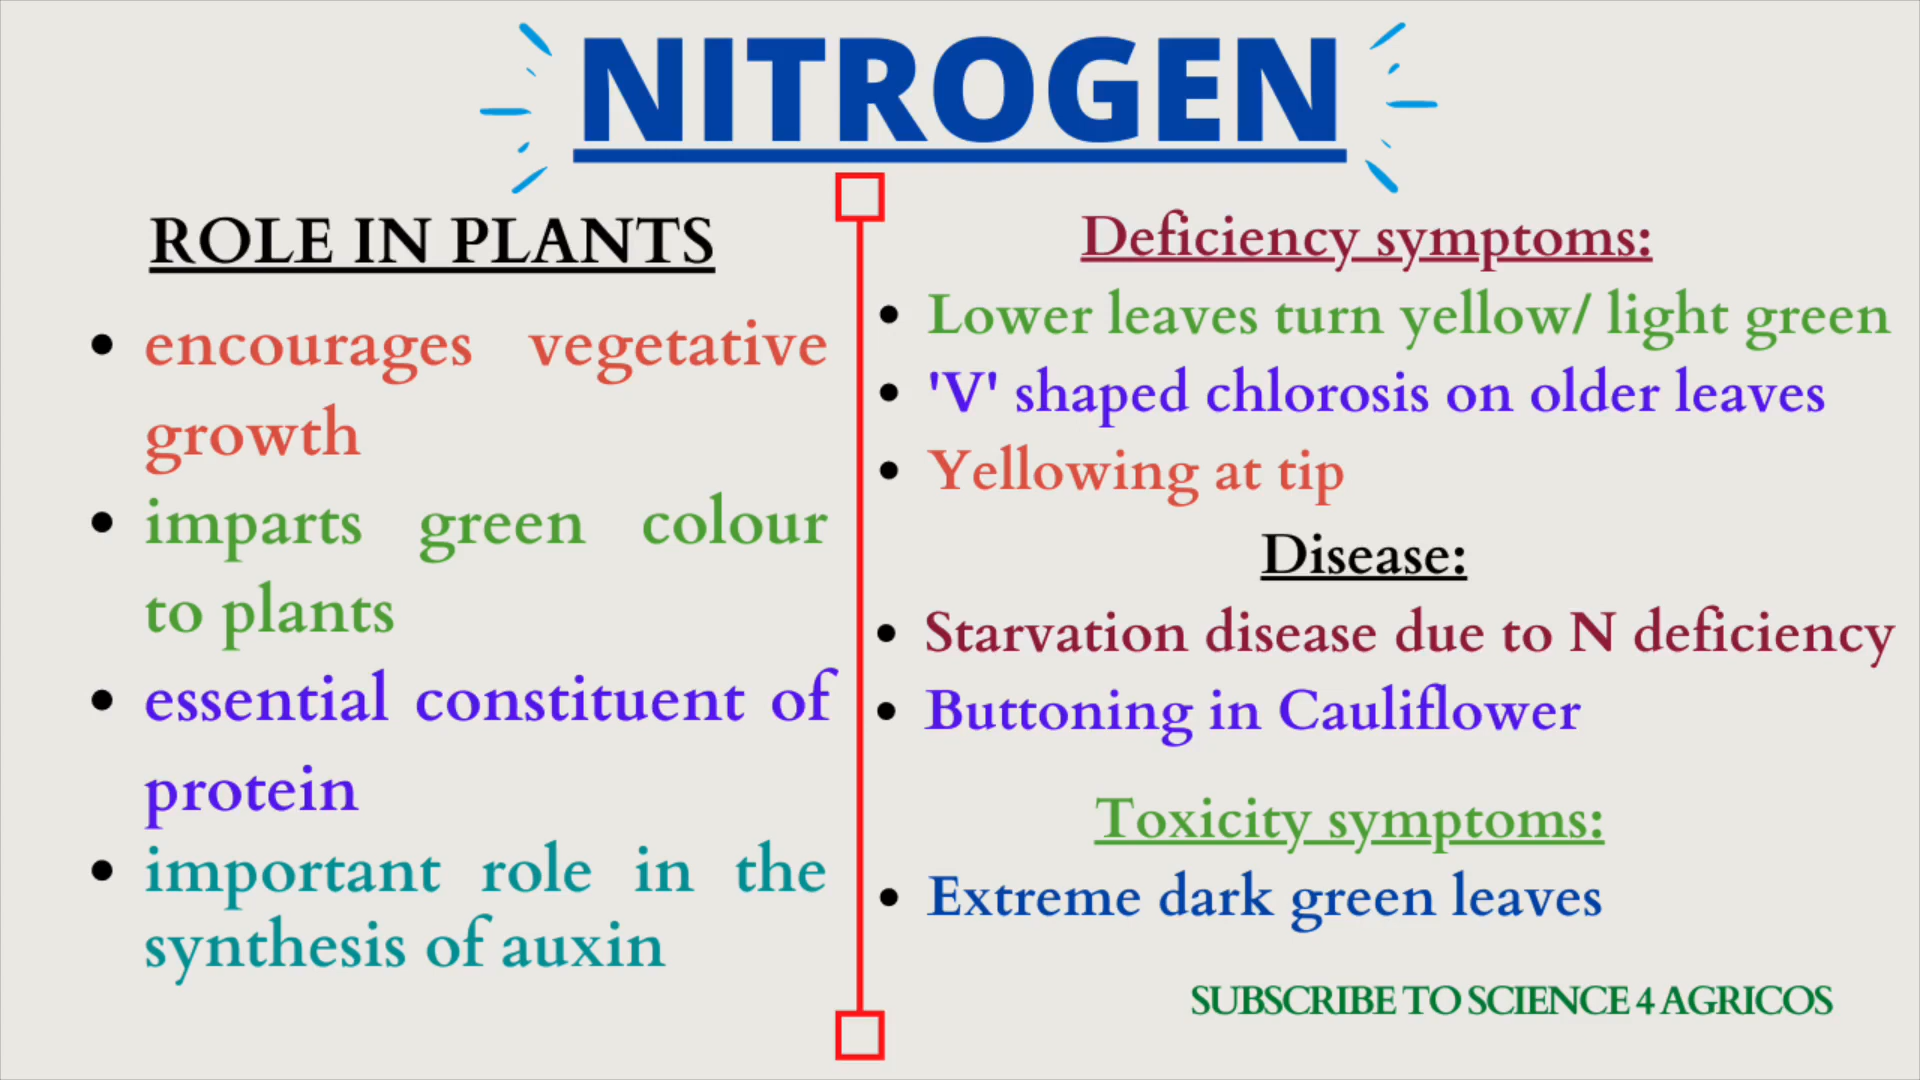 NITROGEN
ROLE IN PLANTS
• encourages vegetative
growth
• imparts green colour
to plants
• essential constituent of
protein
• important role in the
synthesis of auxin
Deficiency symptoms:
• Lower leaves turn yellow/ light green
• 'V' shaped chlorosis on older leaves
• Yellowing at tip
Disease:
• Starvation disease due to N deficiency
• Buttoning in Cauliflower
Toxicity symptoms:
• Extreme dark green leaves
SUBSCRIBE TO SCIENCE 4 AGRICOS